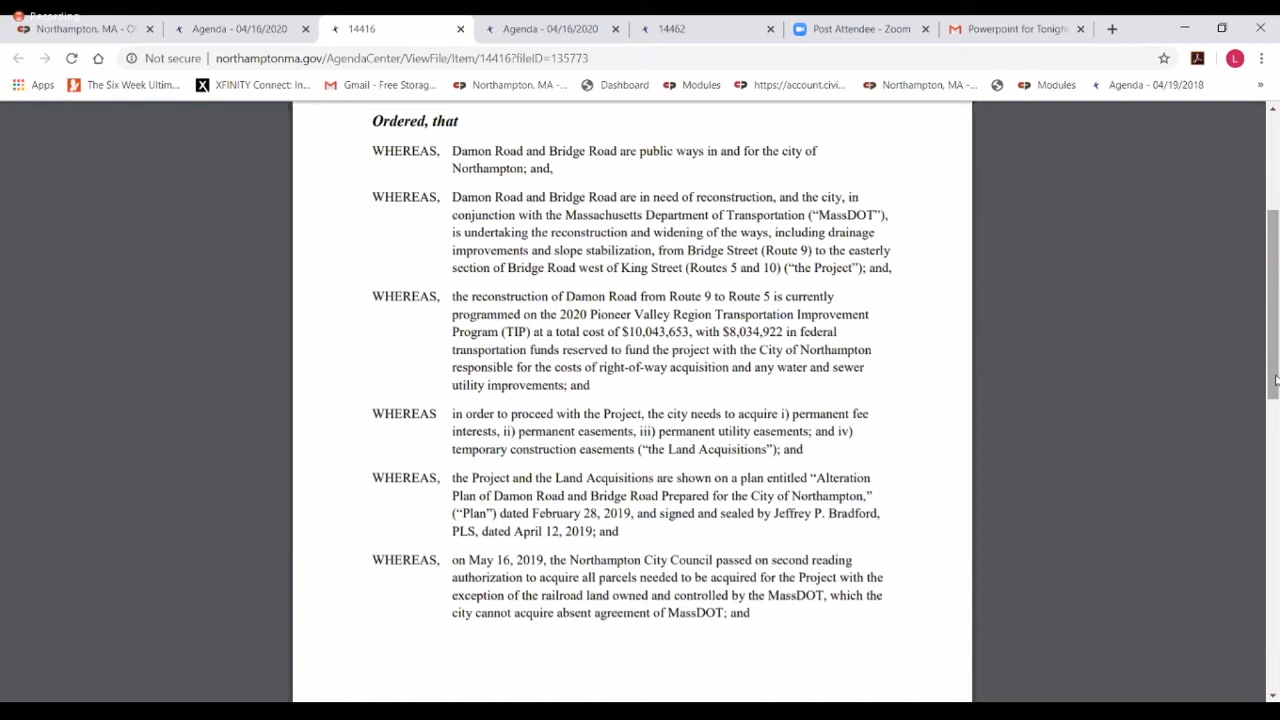 Recording
Northampton, MA - O
Agenda - 04/16/2020
14416
Agenda - 04/16/2020
14462
Post Attendee - Zoom
Powerpoint for Tonigh
Not secure
northamptonma.gov/AgendaCenter/ViewFile/Item/14416?fileID=135773
L
Apps
The Six Week Ultim...
XFINITY Connect: In...
Gmail - Free Storag...
Northampton, MA -...
Dashboard
Modules
https://account.civi...
Northampton, MA -...
Modules
Agenda - 04/19/2018
»
Ordered, that
WHEREAS, Damon Road and Bridge Road are public ways in and for the city of
Northampton; and,
WHEREAS, Damon Road and Bridge Road are in need of reconstruction, and the city, in
conjunction with the Massachusetts Department of Transportation (“MassDOT”),
is undertaking the reconstruction and widening of the ways, including drainage
improvements and slope stabilization, from Bridge Street (Route 9) to the easterly
section of Bridge Road west of King Street (Routes 5 and 10) (“the Project”); and,
WHEREAS, the reconstruction of Damon Road from Route 9 to Route 5 is currently
programmed on the 2020 Pioneer Valley Region Transportation Improvement
Program (TIP) at a total cost of $10,043,653, with $8,034,922 in federal
transportation funds reserved to fund the project with the City of Northampton
responsible for the costs of right-of-way acquisition and any water and sewer
utility improvements; and
WHEREAS in order to proceed with the Project, the city needs to acquire i) permanent fee
interests, ii) permanent easements, iii) permanent utility easements; and iv)
temporary construction easements (“the Land Acquisitions”); and
WHEREAS, the Project and the Land Acquisitions are shown on a plan entitled “Alteration
Plan of Damon Road and Bridge Road Prepared for the City of Northampton,”
(“Plan”) dated February 28, 2019, and signed and sealed by Jeffrey P. Bradford,
PLS, dated April 12, 2019; and
WHEREAS, on May 16, 2019, the Northampton City Council passed on second reading
authorization to acquire all parcels needed to be acquired for the Project with the
exception of the railroad land owned and controlled by the MassDOT, which the
city cannot acquire absent agreement of MassDOT; and